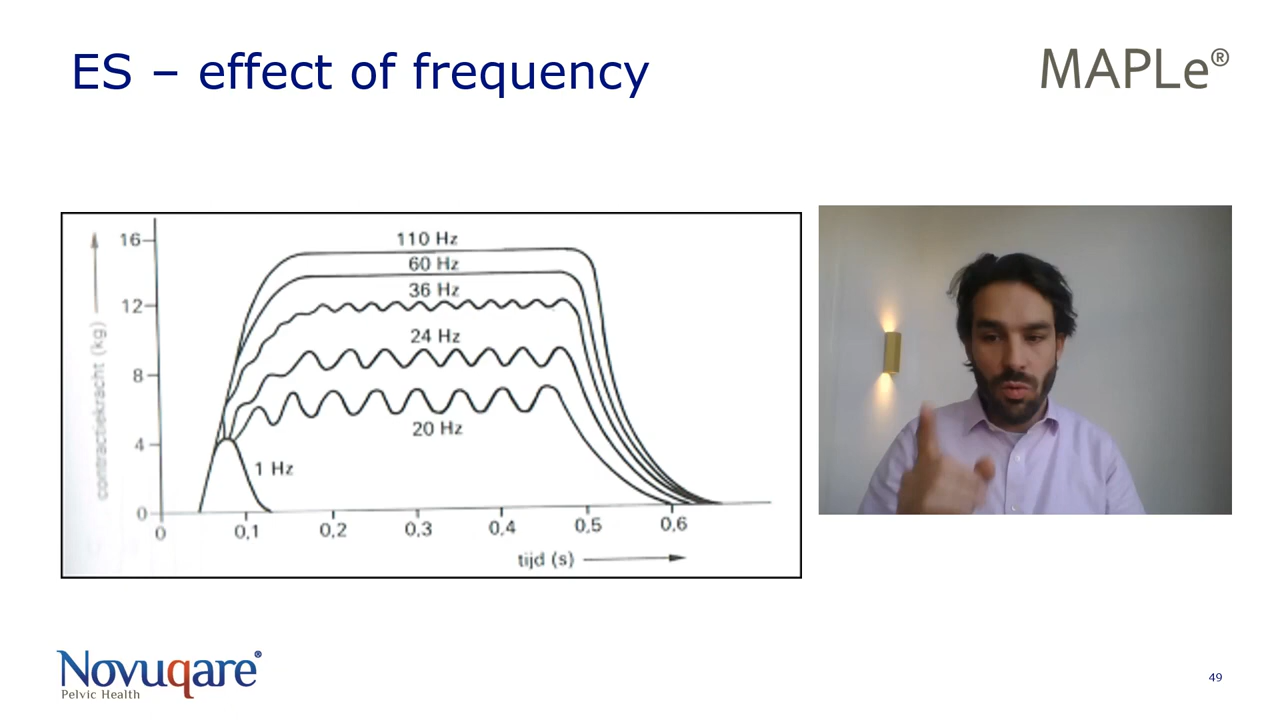 ES – effect of frequency
MAPLe®
contractiekracht (kg)
16
12
8
4
0
110 Hz
60 Hz
36 Hz
24 Hz
20 Hz
1 Hz
0
0,1
0,2
0,3
0,4
0,5
0,6
tijd (s)
Novuqare®
Pelvic Health
49